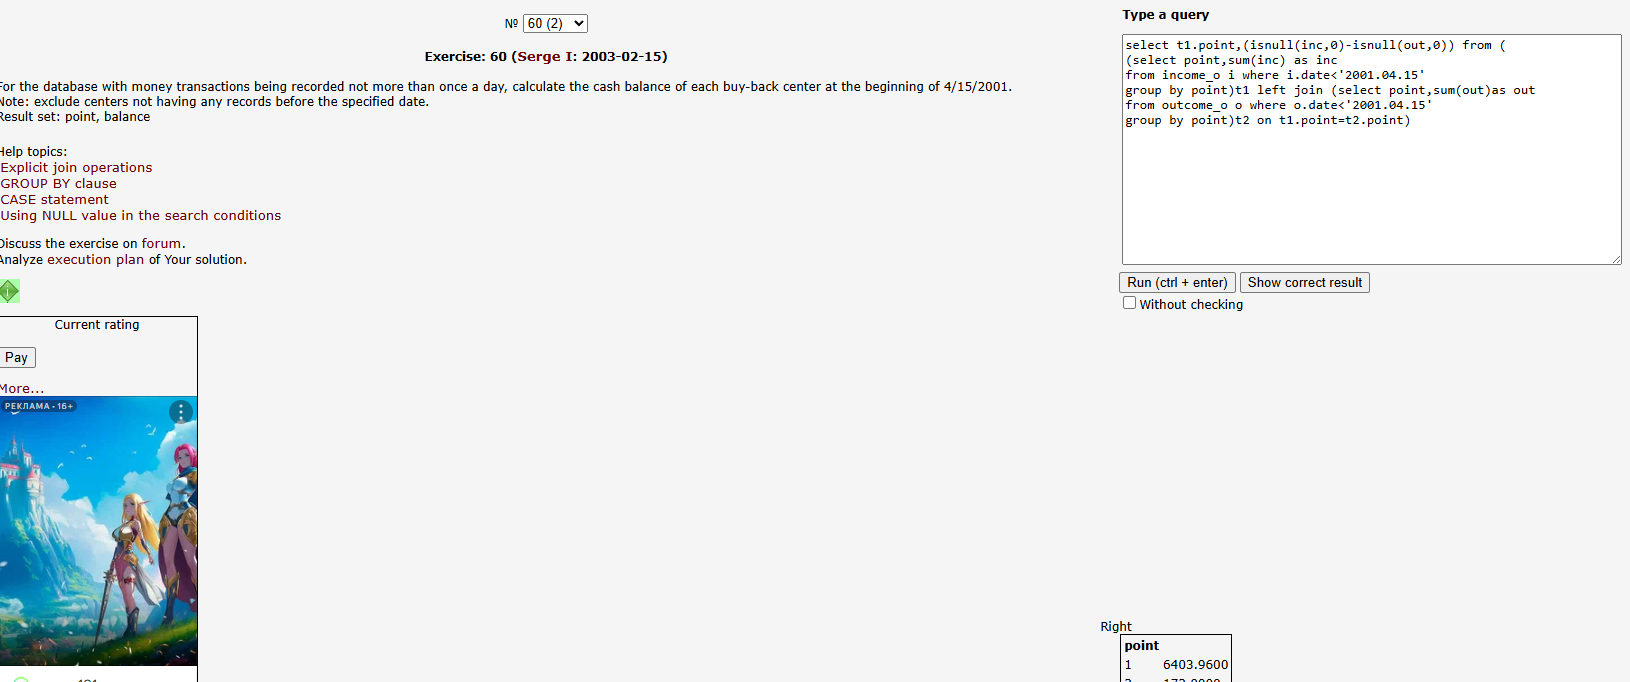 № 60 (2)
Exercise: 60 (Serge I: 2003-02-15)
For the database with money transactions being recorded not more than once a day, calculate the cash balance of each buy-back center at the beginning of 4/15/2001.
Note: exclude centers not having any records before the specified date.
Result set: point, balance
Help topics:
Explicit join operations
GROUP BY clause
CASE statement
Using NULL value in the search conditions
Discuss the exercise on forum.
Analyze execution plan of Your solution.
Current rating
Pay
More...
РЕКЛАМА • 16+
Type a query
select t1.point,(isnull(inc,0)-isnull(out,0)) from (
(select point,sum(inc) as inc
from income_o i where i.date<'2001.04.15'
group by point)t1 left join (select point,sum(out)as out
from outcome_o o where o.date<'2001.04.15'
group by point)t2 on t1.point=t2.point)
Run (ctrl + enter) Show correct result
Without checking
Right
point
1 6403.9600